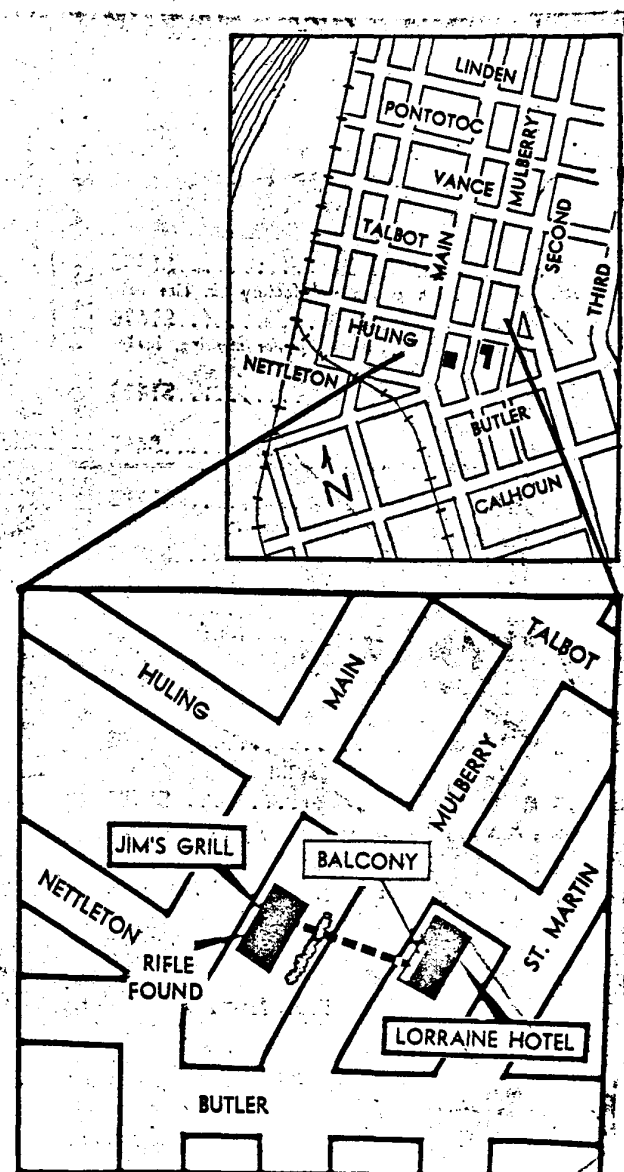 LINDEN
PONTOTOC
MULBERRY
VANCE
TALBOT
MAIN
SECOND
THIRD
HULING
NETTLETON
BUTLER
N
CALHOUN
TALBOT
HULING
MAIN
MULBERRY
JIM'S GRILL
BALCONY
NETTLETON
ST. MARTIN
RIFLE
FOUND
LORRAINE HOTEL
BUTLER